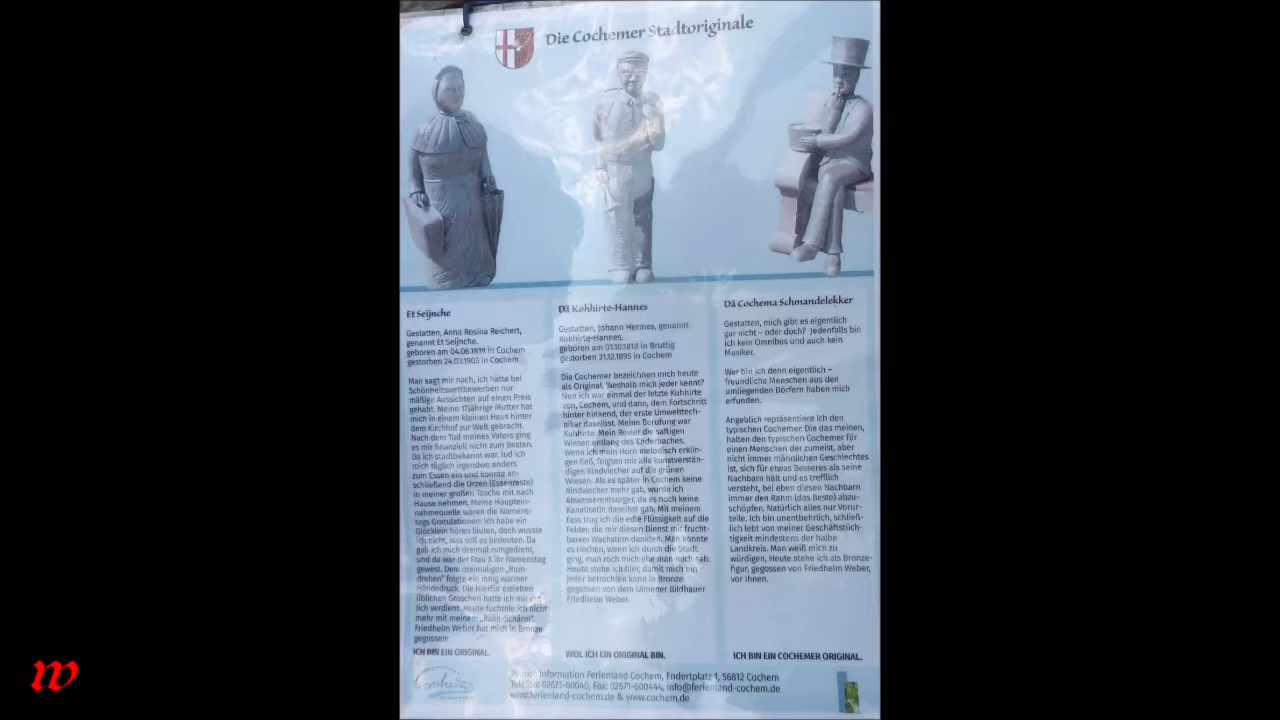 Die Cochemer Stadtoriginale
Et Seijnche
Gestatten, Anna Rosina Reichert,
genannt Et Seijnche.
geboren am 04.06.1819 in Cochem
gestorben 24.03.1903 in Cochem
Man sagt mir nach, ich hätte bei
Schönheitswettbewerben nur
mäßige Aussichten auf einen Preis
gehabt. Meine 17jährige Mutter hat
mich in einem kleinen Haus hinter
dem Kirchhof zur Welt gebracht.
Nach dem Tod meines Vaters ging
es mir finanziell nicht zum Besten.
Da ich stadtbekannt war, lud ich
mich täglich irgendwo anders
zum Essen ein und konnte an-
schließend die Urzen (Essenreste)
in meiner großen Tasche mit nach
Hause nehmen. Meine Hauptein-
nahmequelle waren die Namens-
tags Gratulationen: Ich habe ein
Glöcklein hören läuten, doch wusste
ich nicht, was soll es bedeuten. Da
gab ich mich dreimal rumgedreht,
und da war der Frau X ihr Namenstag
gewest. Dem dreimaligen „Rum-
drehen" folgte ein innig warmer
Händedruck. Die hierfür erzielten
üblichen Groschen hatte ich mir red-
lich verdient. Heute fuchtele ich nicht
mehr mit meinem „Rään-Schärm".
Friedhelm Weber hat mich in Bronze
gegossen.
ICH BIN EIN ORIGINAL.
Dä Kohhirte-Hannes
Gestatten, Johann Hermes, genannt
Kohhirte-Hannes.
geboren am 01.10.1818 in Bruttig
gestorben 31.12.1895 in Cochem
Die Cochemer bezeichnen mich heute
als Original. Weshalb mich jeder kennt?
Nun ich war einmal der letzte Kuhhirte
von, Cochem, und dann, dem Fortschritt
hinter hinkend, der erste Umwelttech-
niker daselbst. Meine Berufung war
Kuhhirte. Mein Revier die saftigen
Wiesen entlang des Enderbaches.
Wenn ich mein Horn melodisch erklin-
gen ließ, folgten mir alle kunstverstän-
digen Rindviecher auf die grünen
Wiesen. Als es später in Cochem keine
Rindviecher mehr gab, wurde ich
Abwasserentsorger, da es noch keine
Kanalisatin daselbst gab. Mit meinem
Fass trug ich die edle Flüssigkeit auf die
Felder, die mir diesen Dienst mit frucht-
barem Wachstum dankten. Man konnte
es riechen, wenn ich durch die Stadt
ging, man roch mich ehe man mich sah.
Heute stehe ich hier, damit mich hin
jeder betrachten kann in Bronze
gegossen von dem Ulmener Bildhauer
Friedhelm Weber.
WEIL ICH EIN ORIGINAL BIN.
Dä Cochema Schmandelekker
Gestatten, mich gibt es eigentlich
gar nicht – oder doch? Jedenfalls bin
ich kein Omnibus und auch kein
Musiker.
Wer bin ich denn eigentlich –
freundliche Menschen aus den
umliegenden Dörfern haben mich
erfunden.
Angeblich repräsentiere ich den
typischen Cochemer. Die das meinen,
halten den typischen Cochemer für
einen Menschen der zumeist, aber
nicht immer männlichen Geschlechtes
ist, sich für etwas Besseres als seine
Nachbarn hält und es trefflich
versteht, bei eben diesen Nachbarn
immer den Rahm (das Beste) abzu-
schöpfen. Natürlich alles nur Vorur-
teile. Ich bin unentbehrlich, schließ-
lich lebt von meiner Geschäftstüch-
tigkeit mindestens der halbe
Landkreis. Man weiß mich zu
würdigen, Heute stehe ich als Bronze-
figur, gegossen von Friedhelm Weber,
vor Ihnen.
ICH BIN EIN COCHEMER ORIGINAL.
Cochem
Tourist Information Ferienland Cochem, Endertplatz 1, 56812 Cochem
Telefon: 02671-60040, Fax: 02671-600444, info@ferienland-cochem.de
www.ferienland-cochem.de & www.cochem.de
w